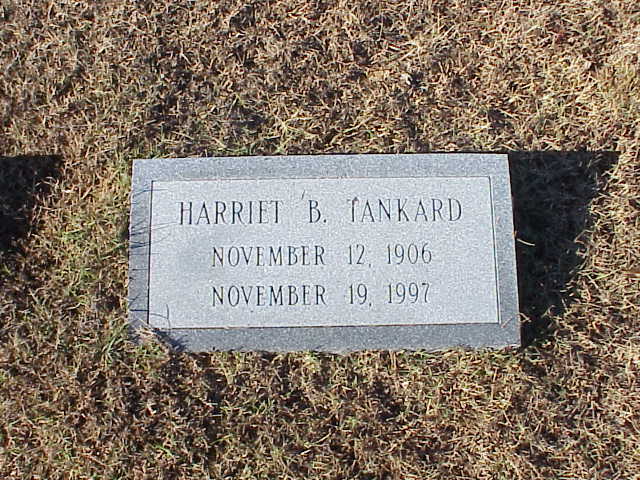 HARRIET B. TANKARD
NOVEMBER 12, 1906
NOVEMBER 19, 1997